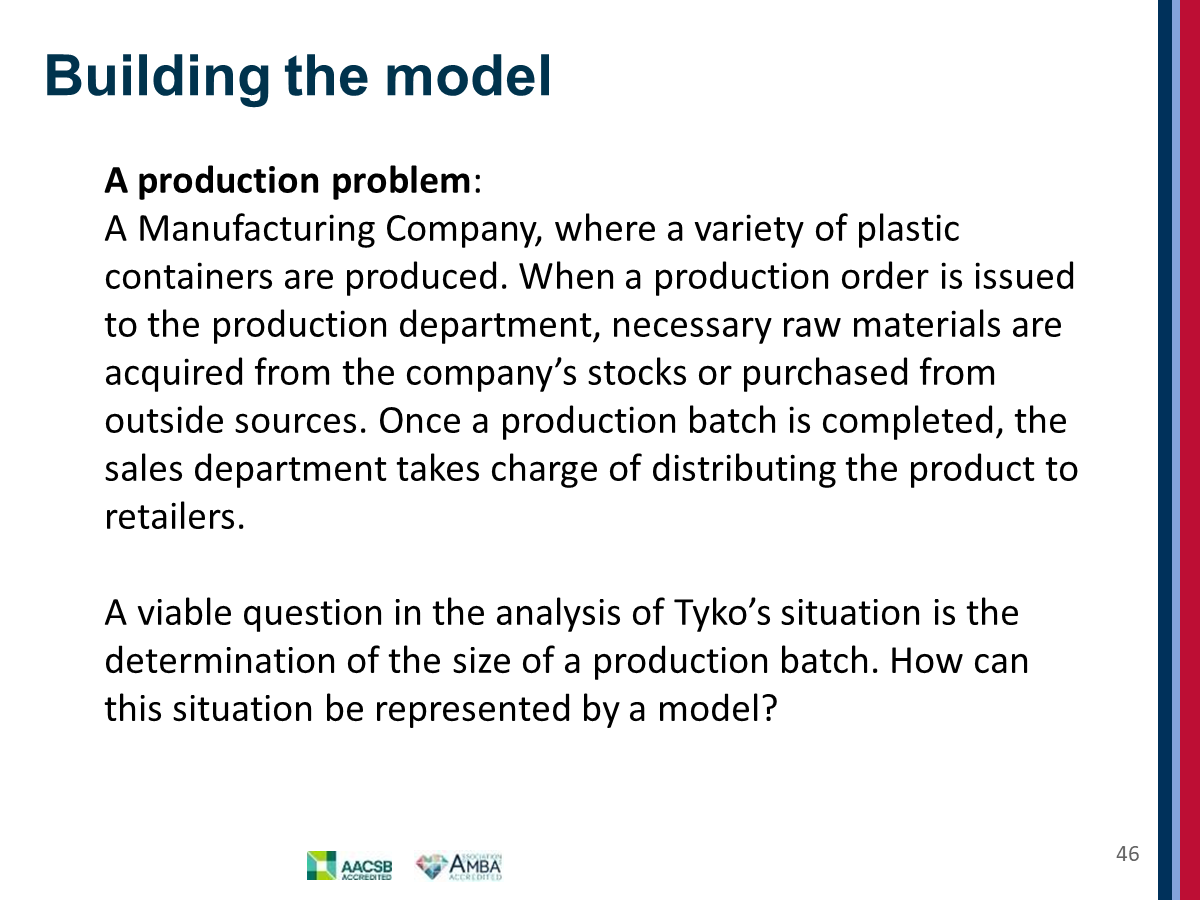 Building the model
A production problem:
A Manufacturing Company, where a variety of plastic
containers are produced. When a production order is issued
to the production department, necessary raw materials are
acquired from the company’s stocks or purchased from
outside sources. Once a production batch is completed, the
sales department takes charge of distributing the product to
retailers.
A viable question in the analysis of Tyko’s situation is the
determination of the size of a production batch. How can
this situation be represented by a model?
AACSB
ACCREDITED
ASSOCIATION
AMBA
ACCREDITED
46